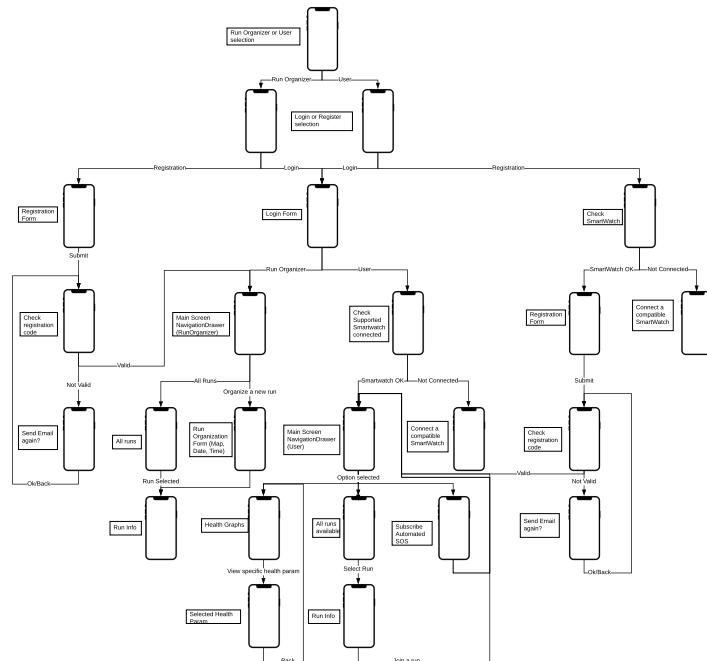 Run Organizer or User
selection
Run Organizer
User
Login or Register
selection
Registration
Login
Login
Registration
Registration
Form
Login Form
Check
SmartWatch
Submit
Run Organizer
User
SmartWatch OK
Not Connected
Check
registration
code
Main Screen
NavigationDrawer
(RunOrganizer)
Check
Supported
Smartwatch
connected
Registration
Form
Connect a
compatible
SmartWatch
Valid
Not Valid
All Runs
Organize a new run
Smartwatch OK
Not Connected
Submit
Send Email
again?
All runs
Run
Organization
Form (Map,
Date, Time)
Main Screen
NavigationDrawer
(User)
Connect a
compatible
SmartWatch
Check
registration
code
Ok/Back
Run Selected
Option selected
Valid
Not Valid
Run Info
Health Graphs
All runs
available
Subscribe
Automated
SOS
Send Email
again?
View specific health param
Select Run
Ok/Back
Selected Health
Param
Run Info
Back
Join a run